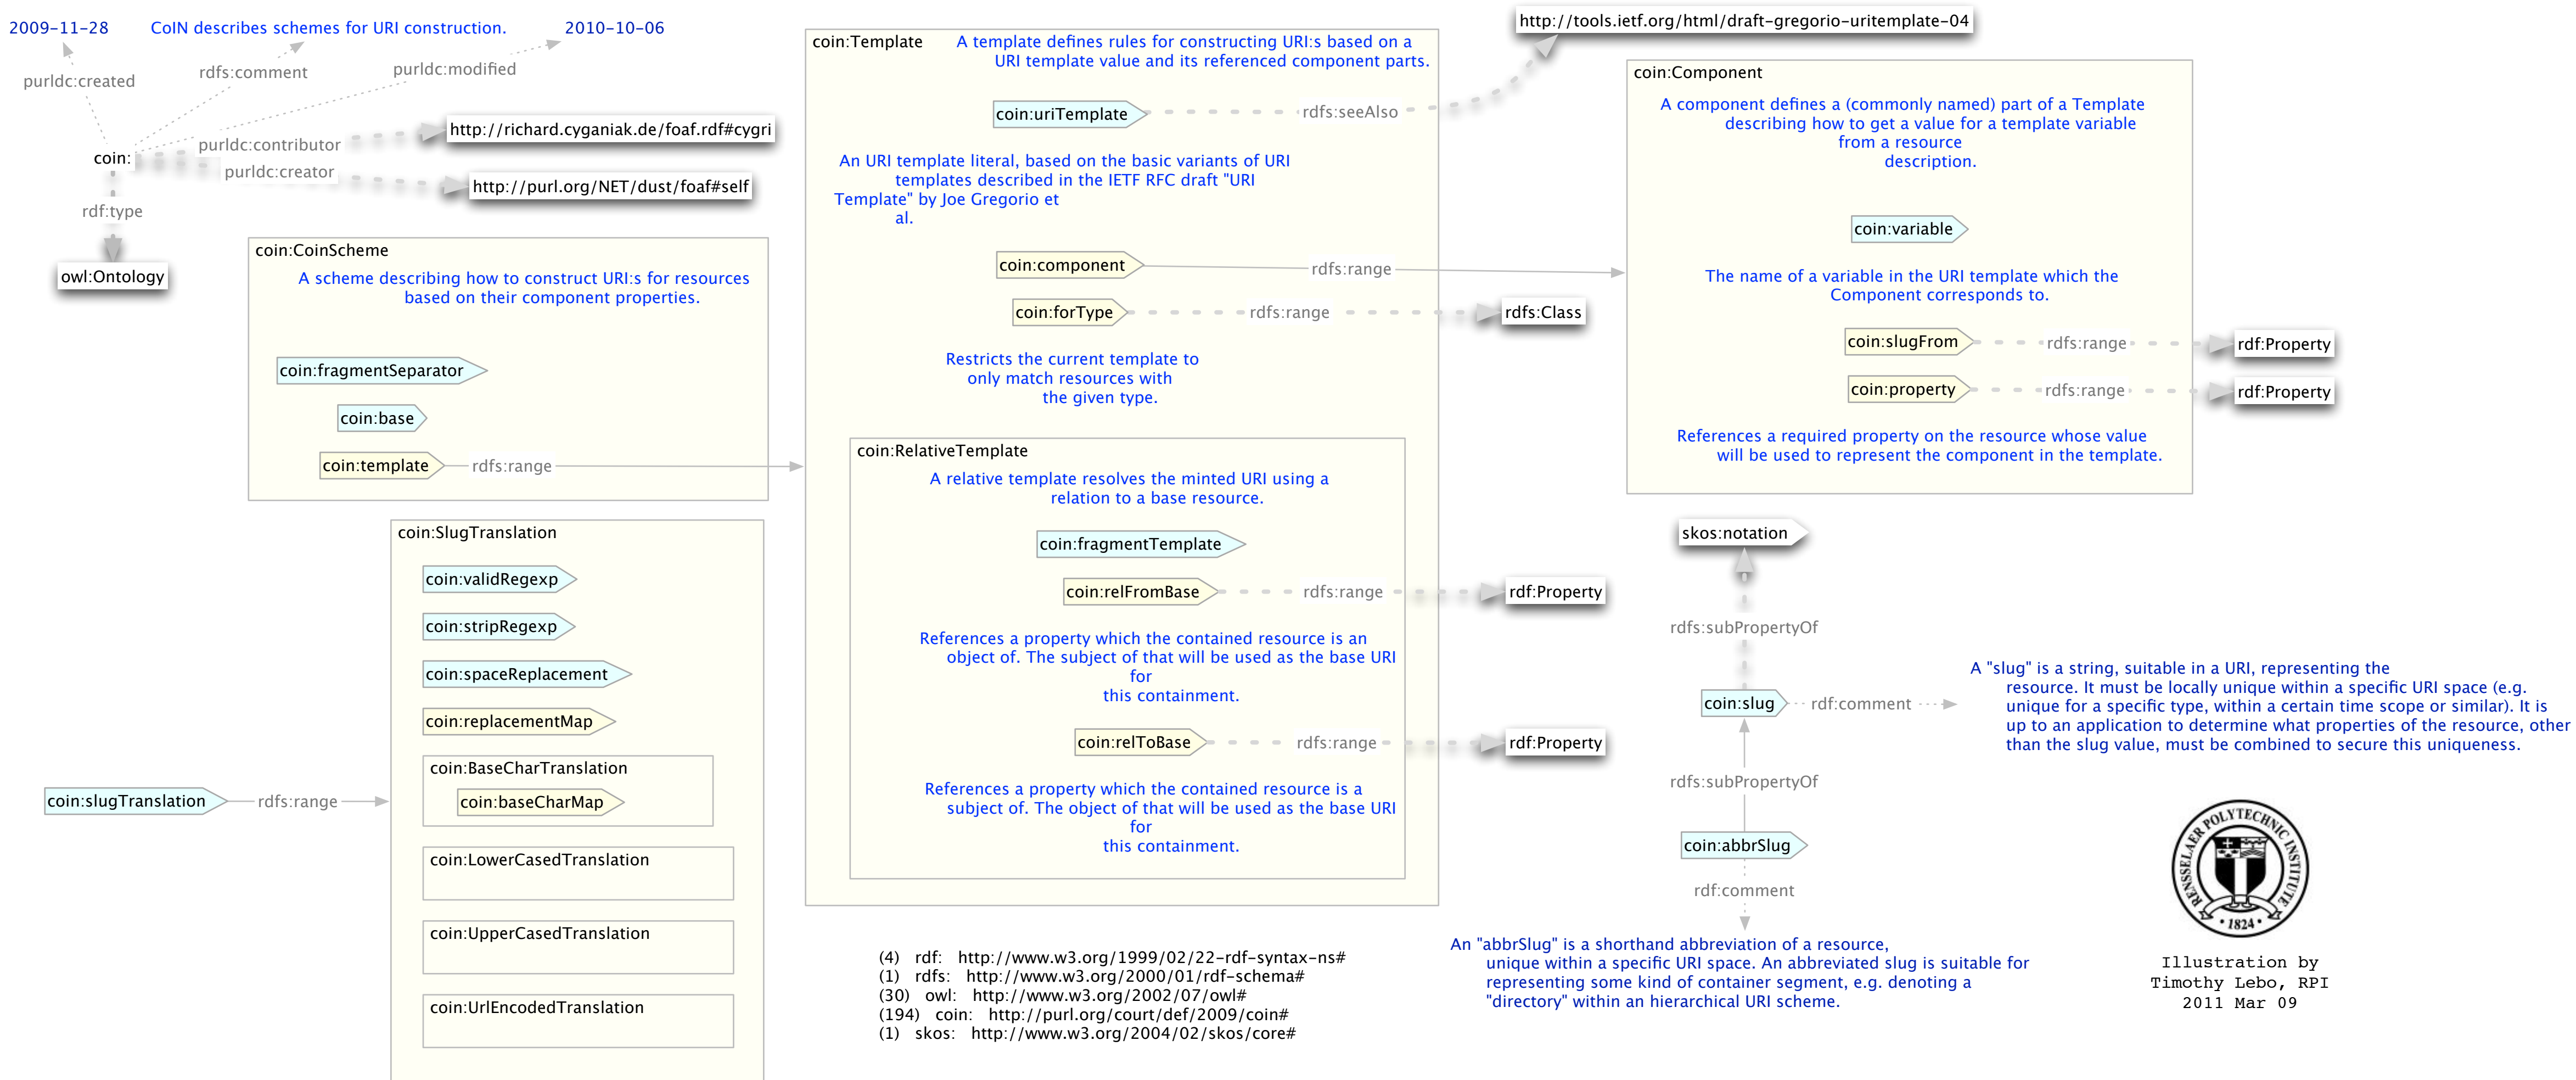 2009-11-28
CoIN describes schemes for URI construction.
2010-10-06
purldc:created
rdfs:comment
purldc:modified
coin:
purldc:contributor
http://richard.cyganiak.de/foaf.rdf#cygri
purldc:creator
http://purl.org/NET/dust/foaf#self
rdf:type
owl:Ontology
coin:CoinScheme
A scheme describing how to construct URI:s for resources
based on their component properties.
coin:fragmentSeparator
coin:base
coin:template
rdfs:range
coin:SlugTranslation
coin:validRegexp
coin:stripRegexp
coin:spaceReplacement
coin:replacementMap
coin:BaseCharTranslation
coin:baseCharMap
coin:slugTranslation
rdfs:range
coin:LowerCasedTranslation
coin:UpperCasedTranslation
coin:UrlEncodedTranslation
coin:Template
A template defines rules for constructing URI:s based on a
URI template value and its referenced component parts.
coin:uriTemplate
rdfs:seeAlso
http://tools.ietf.org/html/draft-gregorio-uritemplate-04
An URI template literal, based on the basic variants of URI
templates described in the IETF RFC draft "URI
Template" by Joe Gregorio et
al.
coin:component
rdfs:range
coin:forType
rdfs:range
rdfs:Class
Restricts the current template to
only match resources with
the given type.
coin:RelativeTemplate
A relative template resolves the minted URI using a
relation to a base resource.
coin:fragmentTemplate
coin:relFromBase
rdfs:range
rdf:Property
References a property which the contained resource is an
object of. The subject of that will be used as the base URI
for
this containment.
coin:relToBase
rdfs:range
rdf:Property
References a property which the contained resource is a
subject of. The object of that will be used as the base URI
for
this containment.
coin:Component
A component defines a (commonly named) part of a Template
describing how to get a value for a template variable
from a resource
description.
coin:variable
The name of a variable in the URI template which the
Component corresponds to.
coin:slugFrom
rdfs:range
rdf:Property
coin:property
rdfs:range
rdf:Property
References a required property on the resource whose value
will be used to represent the component in the template.
skos:notation
rdfs:subPropertyOf
coin:slug
rdf:comment
A "slug" is a string, suitable in a URI, representing the
resource. It must be locally unique within a specific URI space (e.g.
unique for a specific type, within a certain time scope or similar). It is
up to an application to determine what properties of the resource, other
than the slug value, must be combined to secure this uniqueness.
rdfs:subPropertyOf
coin:abbrSlug
rdf:comment
An "abbrSlug" is a shorthand abbreviation of a resource,
unique within a specific URI space. An abbreviated slug is suitable for
representing some kind of container segment, e.g. denoting a
"directory" within an hierarchical URI scheme.
(4) rdf: http://www.w3.org/1999/02/22-rdf-syntax-ns#
(1) rdfs: http://www.w3.org/2000/01/rdf-schema#
(30) owl: http://www.w3.org/2002/07/owl#
(194) coin: http://purl.org/court/def/2009/coin#
(1) skos: http://www.w3.org/2004/02/skos/core#
RENSSELAER POLYTECHNIC INSTITUTE
1824
Illustration by
Timothy Lebo, RPI
2011 Mar 09